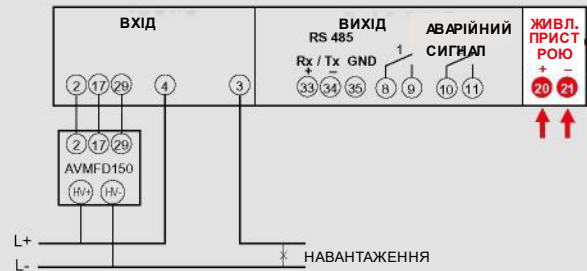 ВХІД
ВИХІД
RS 485
АВАРІЙНИЙ
СИГНАЛ
ЖИВЛ.
ПРИСТ
РОЮ
Rx / Tx GND
+ –
1
+ –
2 17 29 4 3 33 34 35 8 9 10 11 20 21
2 17 29
AVMFD150
HV+ HV-
L+
L-
НАВАНТАЖЕННЯ